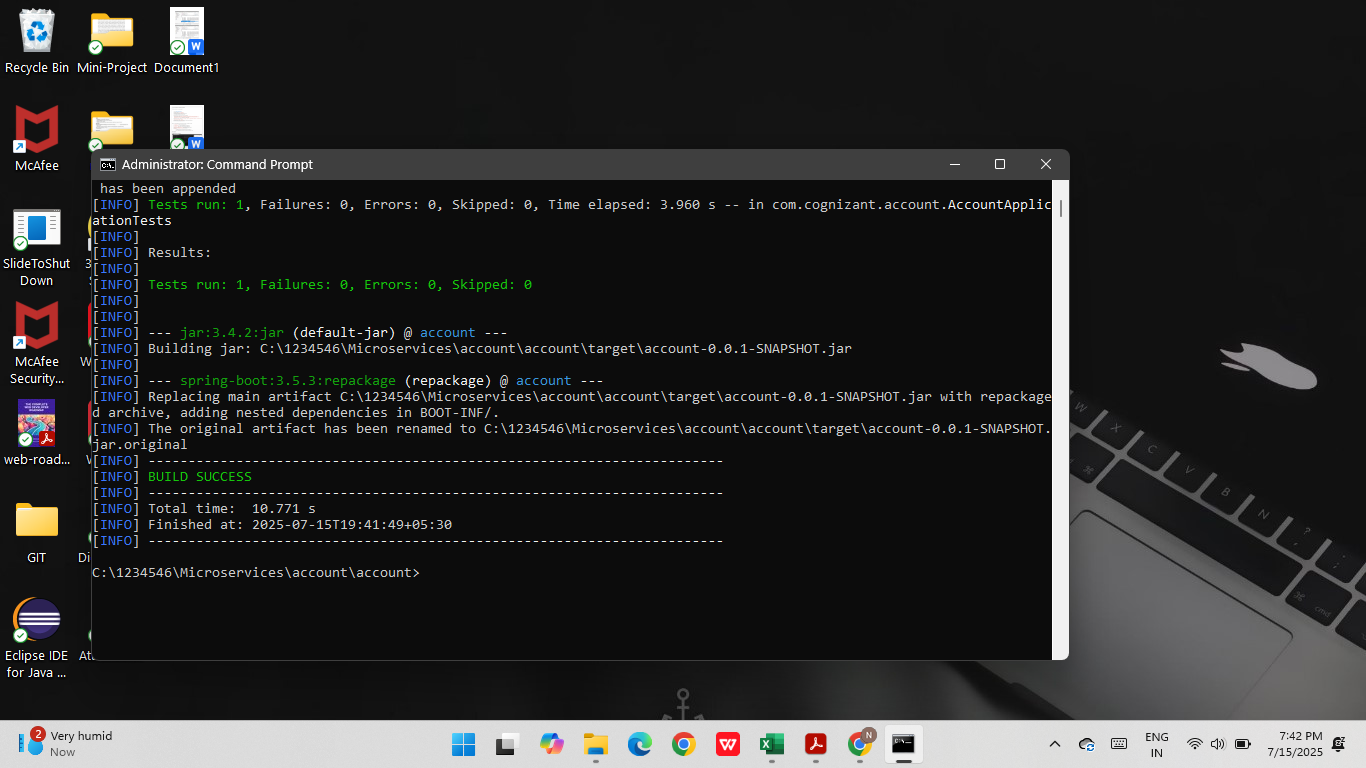 Recycle Bin
Mini-Project
Document1
W
McAfee
W
SlideToShut
Down
McAfee
Security...
web-road...
GIT
Eclipse IDE
for Java ...
Administrator: Command Prompt
 has been appended
[INFO] Tests run: 1, Failures: 0, Errors: 0, Skipped: 0, Time elapsed: 3.960 s -- in com.cognizant.account.AccountApplic
ationTests
[INFO]
[INFO] Results:
[INFO]
[INFO] Tests run: 1, Failures: 0, Errors: 0, Skipped: 0
[INFO]
[INFO]
[INFO] --- jar:3.4.2:jar (default-jar) @ account ---
[INFO] Building jar: C:\1234546\Microservices\account\account\target\account-0.0.1-SNAPSHOT.jar
[INFO]
[INFO] --- spring-boot:3.5.3:repackage (repackage) @ account ---
[INFO] Replacing main artifact C:\1234546\Microservices\account\account\target\account-0.0.1-SNAPSHOT.jar with repackage
d archive, adding nested dependencies in BOOT-INF/.
[INFO] The original artifact has been renamed to C:\1234546\Microservices\account\account\target\account-0.0.1-SNAPSHOT.
jar.original
[INFO] ------------------------------------------------------------------------
[INFO] BUILD SUCCESS
[INFO] ------------------------------------------------------------------------
[INFO] Total time:  10.771 s
[INFO] Finished at: 2025-07-15T19:41:49+05:30
[INFO] ------------------------------------------------------------------------
C:\1234546\Microservices\account\account>
W
X
C
V
B
N
cmd
2
Very humid
Now
N
ENG
IN
7:42 PM
7/15/2025